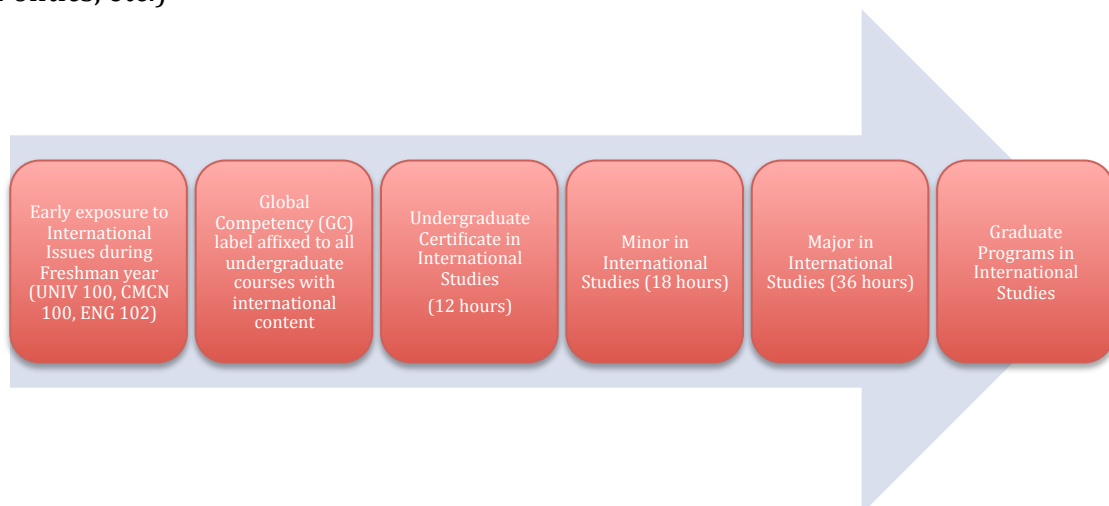 Politics, etc.)
Early exposure to
International
Issues during
Freshman year
(UNIV 100, CMCN
100, ENG 102)
Global
Competency (GC)
label affixed to all
undergraduate
courses with
international
content
Undergraduate
Certificate in
International
Studies
(12 hours)
Minor in
International
Studies (18 hours)
Major in
International
Studies (36 hours)
Graduate
Programs in
International
Studies